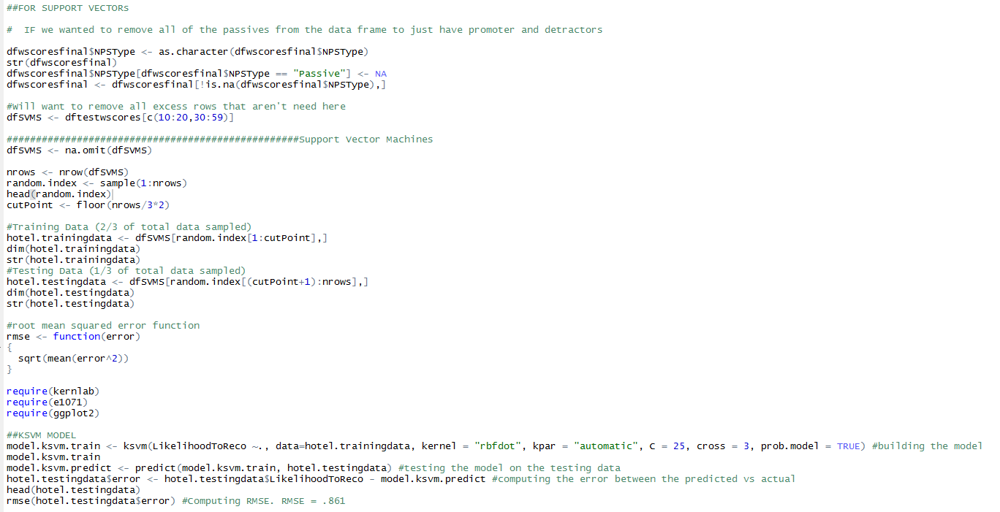 ##FOR SUPPORT VECTORs
#  IF we wanted to remove all of the passives from the data frame to just have promoter and detractors
dfwscoresfinal$NPSType <- as.character(dfwscoresfinal$NPSType)
str(dfwscoresfinal)
dfwscoresfinal$NPSType[dfwscoresfinal$NPSType == "Passive"] <- NA
dfwscoresfinal <- dfwscoresfinal[!is.na(dfwscoresfinal$NPSType),]
#Will want to remove all excess rows that aren't need here
dfSVMS <- dftestwscores[c(10:20,30:59)]
##################################################Support Vector Machines
dfSVMS <- na.omit(dfSVMS)
nrows <- nrow(dfSVMS)
random.index <- sample(1:nrows)
head(random.index)
cutPoint <- floor(nrows/3*2)
#Training Data (2/3 of total data sampled)
hotel.trainingdata <- dfSVMS[random.index[1:cutPoint],]
dim(hotel.trainingdata)
str(hotel.trainingdata)
#Testing Data (1/3 of total data sampled)
hotel.testingdata <- dfSVMS[random.index[(cutPoint+1):nrows],]
dim(hotel.testingdata)
str(hotel.testingdata)
#root mean squared error function
rmse <- function(error)
{
  sqrt(mean(error^2))
}
require(kernlab)
require(e1071)
require(ggplot2)
##KSVM MODEL
model.ksvm.train <- ksvm(LikelihoodToReco ~., data=hotel.trainingdata, kernel = "rbfdot", kpar = "automatic", C = 25, cross = 3, prob.model = TRUE) #building the model
model.ksvm.train
model.ksvm.predict <- predict(model.ksvm.train, hotel.testingdata) #testing the model on the testing data
hotel.testingdata$error <- hotel.testingdata$LikelihoodToReco - model.ksvm.predict #computing the error between the predicted vs actual
head(hotel.testingdata)
rmse(hotel.testingdata$error) #Computing RMSE. RMSE = .861